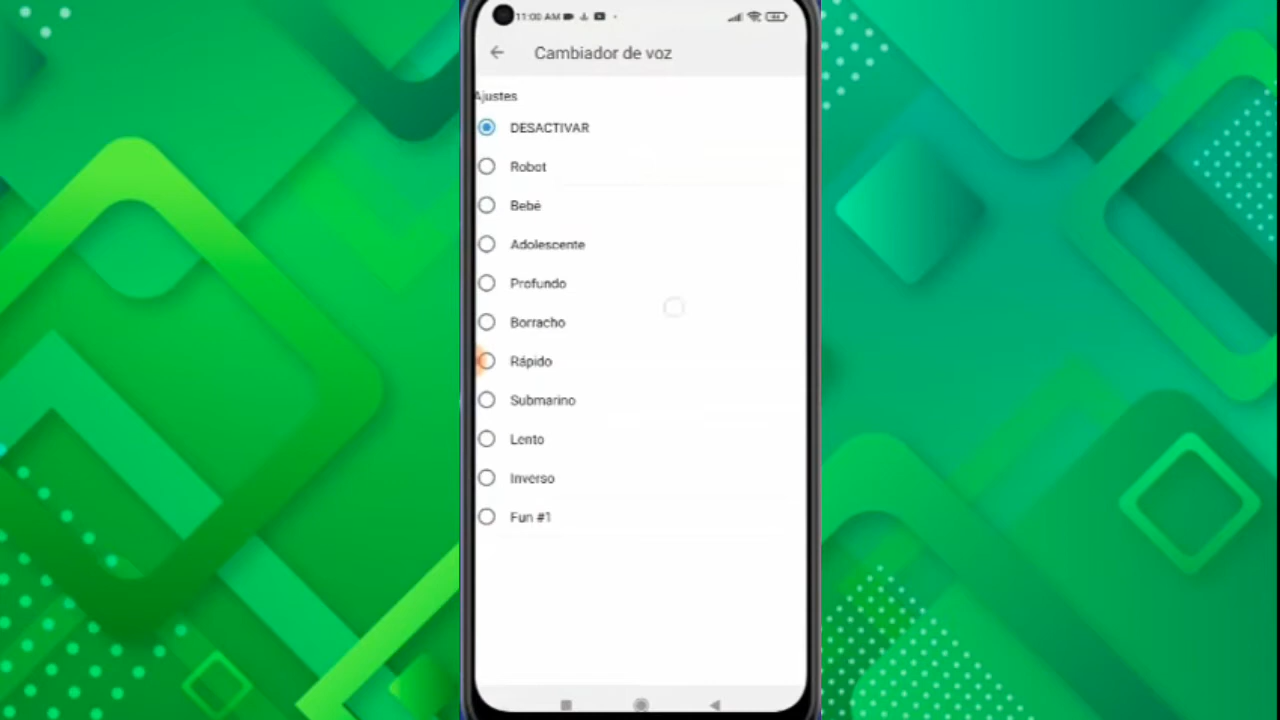 11:00 AM
Cambiador de voz
Ajustes
DESACTIVAR
Robot
Bebé
Adolescente
Profundo
Borracho
Rápido
Submarino
Lento
Inverso
Fun #1